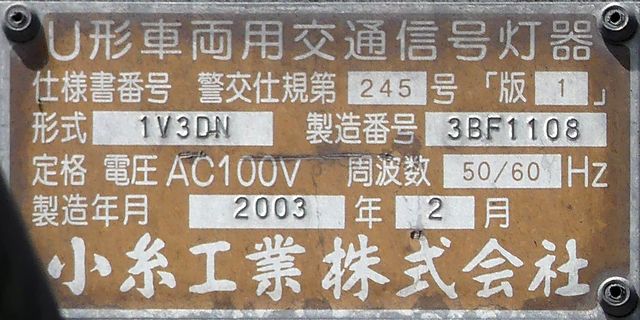 U形車両用交通信号灯器
仕様書番号 警交仕規第 245 号 「版 1 」
形式 1V3DN 製造番号 3BF1108
定格 電圧 AC100V 周波数 50/60 Hz
製造年月 2003 年 2 月
小糸工業株式会社